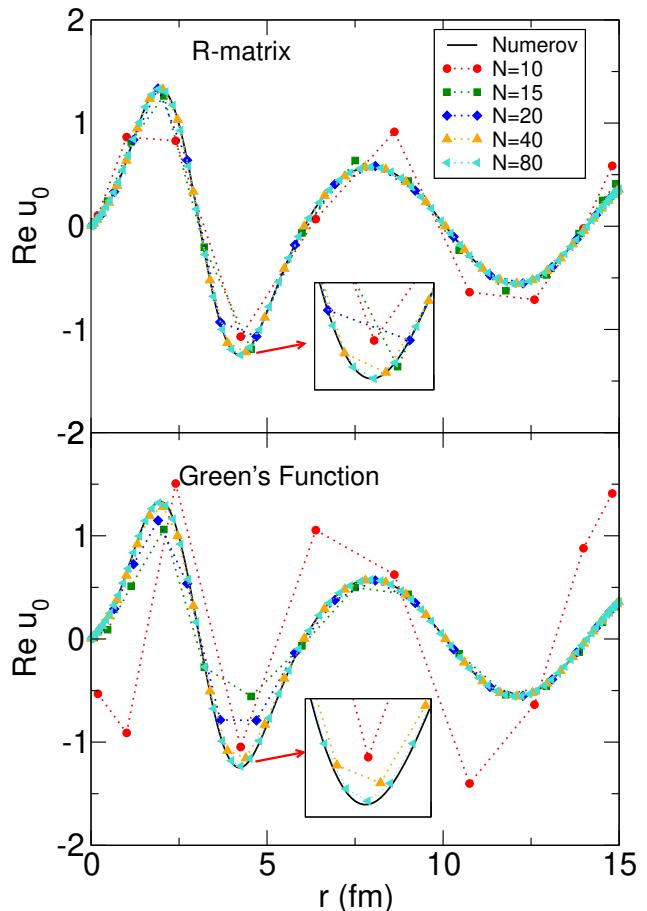 2
R-matrix
Numerov
N=10
N=15
N=20
N=40
N=80
1
0
-1
Re u0
-2
Green's Function
1
0
-1
-2
Re u0
0
5
10
15
r (fm)